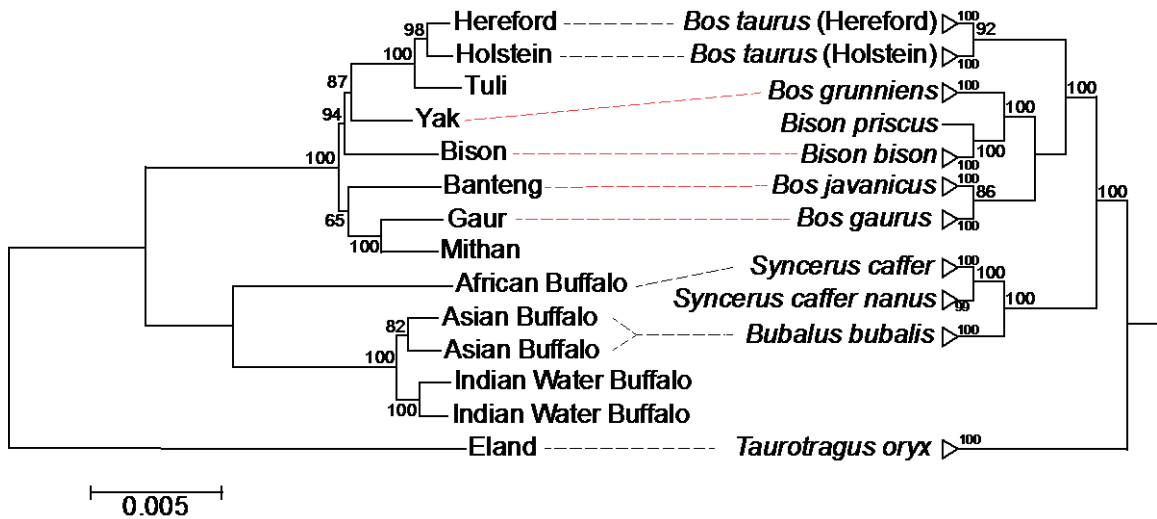 Hereford Bos taurus (Hereford) 100
98 92
Holstein Bos taurus (Holstein) 100
100
Tuli
87 Bos grunniens 100
94 Yak 100 100
Bison priscus
Bison Bison bison 100 100
100
Banteng Bos javanicus 100
65 86 100
Gaur Bos gaurus 100
100 Mithan
African Buffalo Syncerus caffer 100
100
Syncerus caffer nanus 99
Asian Buffalo 100
82 Bubalus bubalis 100
100 Asian Buffalo
Indian Water Buffalo
100 Indian Water Buffalo
Eland Taurotragus oryx 100
0.005